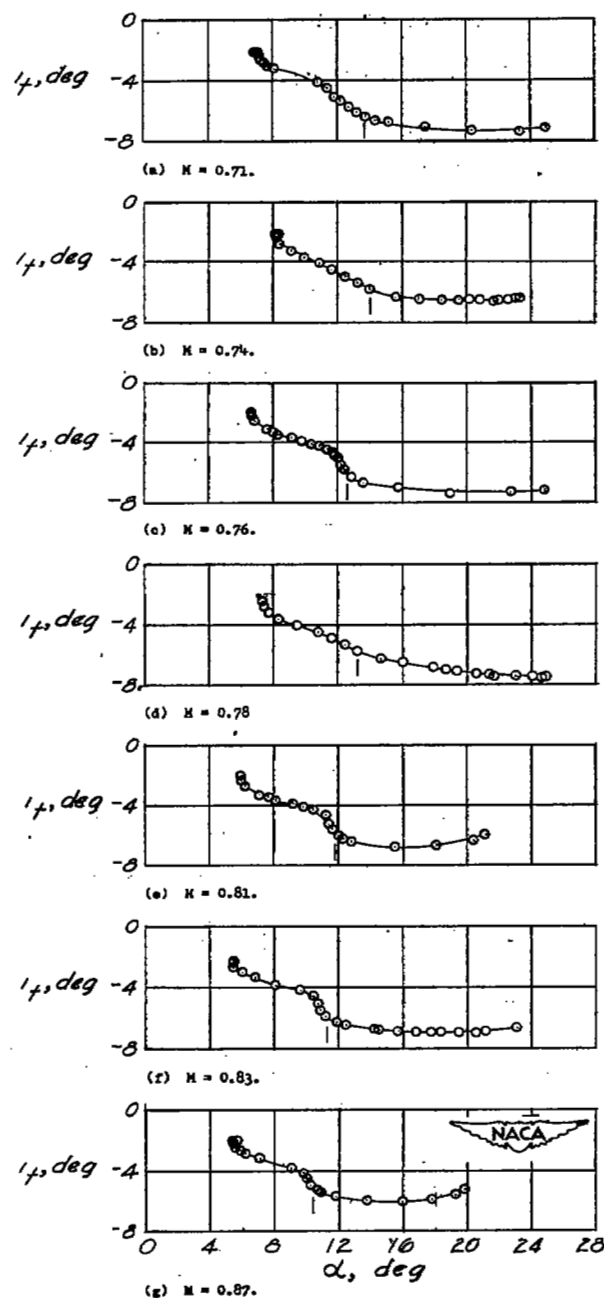 0
-4
-8
i_t, deg
(a) M = 0.71.
0
-4
-8
i_t, deg
(b) M = 0.74.
0
-4
-8
i_t, deg
(c) M = 0.76.
0
-4
-8
i_t, deg
(d) M = 0.78
0
-4
-8
i_t, deg
(e) M = 0.81.
0
-4
-8
i_t, deg
(f) M = 0.83.
0
-4
-8
i_t, deg
NACA
0 4 8 12 16 20 24 28
α, deg
(g) M = 0.87.